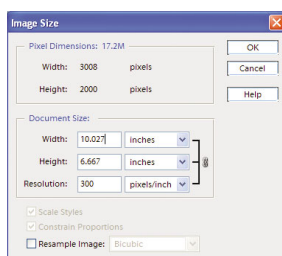 Image Size
Pixel Dimensions: 17.2M
Width: 3008 pixels
Height: 2000 pixels
OK
Cancel
Help
Document Size:
Width: 10.027 inches
Height: 6.667 inches
Resolution: 300 pixels/inch
Scale Styles
Constrain Proportions
Resample Image: Bicubic